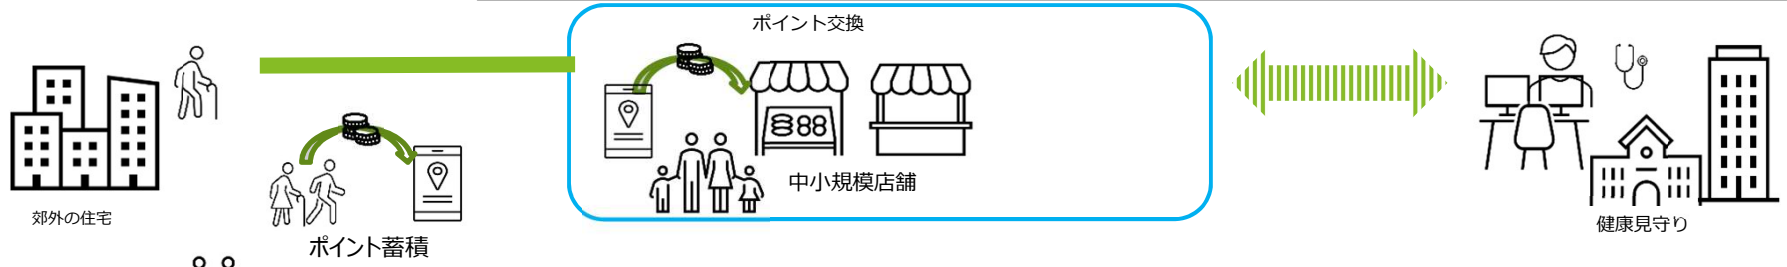 ポイント交換
中小規模店舗
郊外の住宅
ポイント蓄積
健康見守り